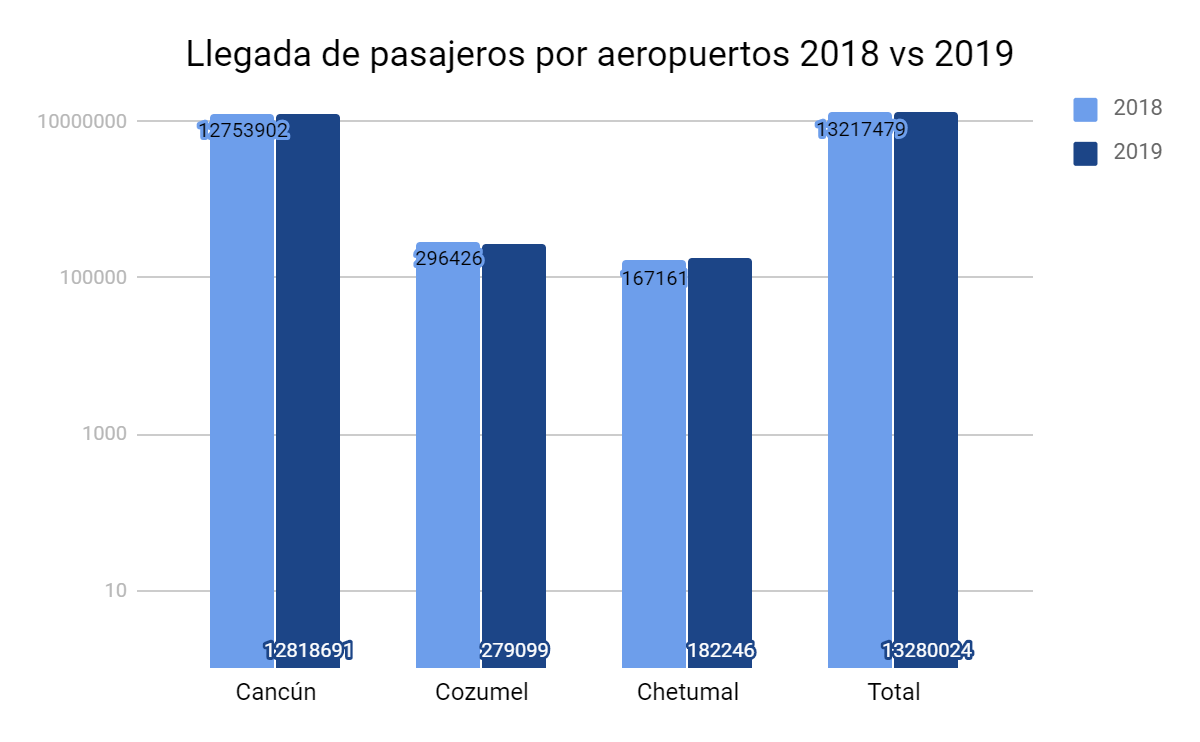 Llegada de pasajeros por aeropuertos 2018 vs 2019
2018
2019
10000000
100000
1000
10
12753902
296426
167161
13217479
12818691
279099
182246
13280024
Cancún
Cozumel
Chetumal
Total